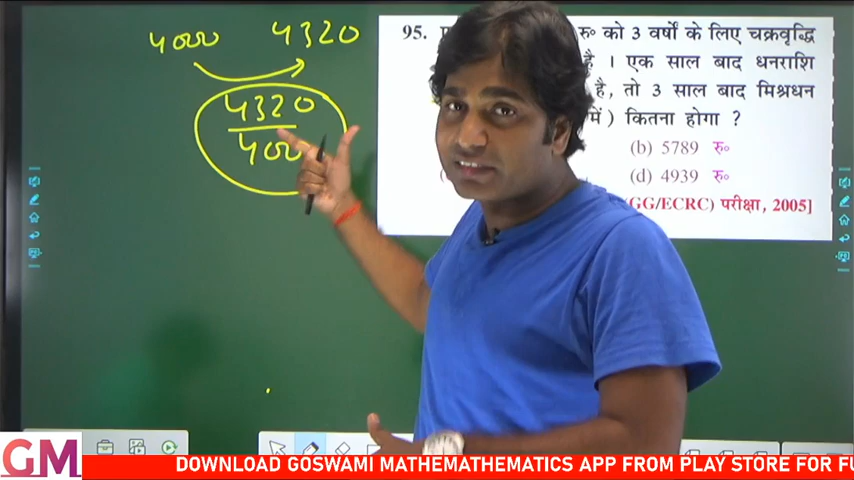 4000 4320
4320
4000
95.
रु० को 3 वर्षों के लिए चक्रवृद्धि
है । एक साल बाद धनराशि
है, तो 3 साल बाद मिश्रधन
में ) कितना होगा ?
(b) 5789 रु०
(d) 4939 रु०
(GG/ECRC) परीक्षा, 2005]
GM
DOWNLOAD GOSWAMI MATHEMATHEMATICS APP FROM PLAY STORE FOR FU